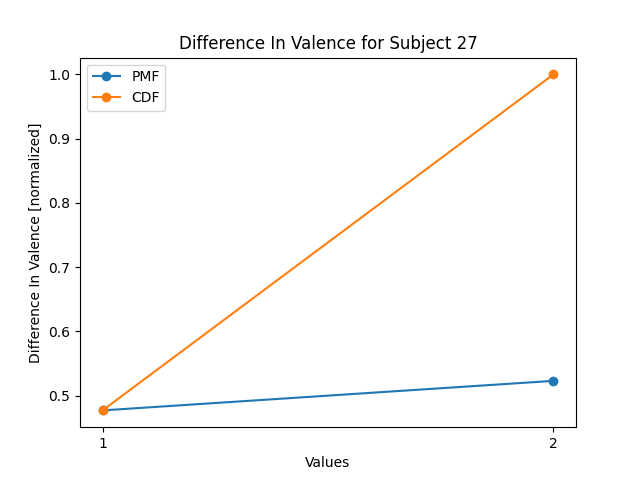 Difference In Valence for Subject 27
PMF
CDF
1.0
0.9
0.8
0.7
0.6
0.5
Difference In Valence [normalized]
1
2
Values